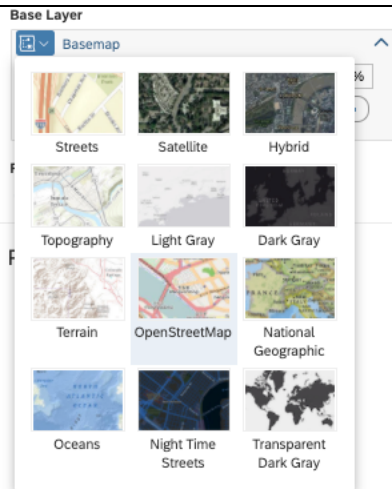 Base Layer
Basemap
%
Streets
Satellite
Hybrid
Topography
Light Gray
Dark Gray
Terrain
OpenStreetMap
National
Geographic
Oceans
Night Time
Streets
Transparent
Dark Gray